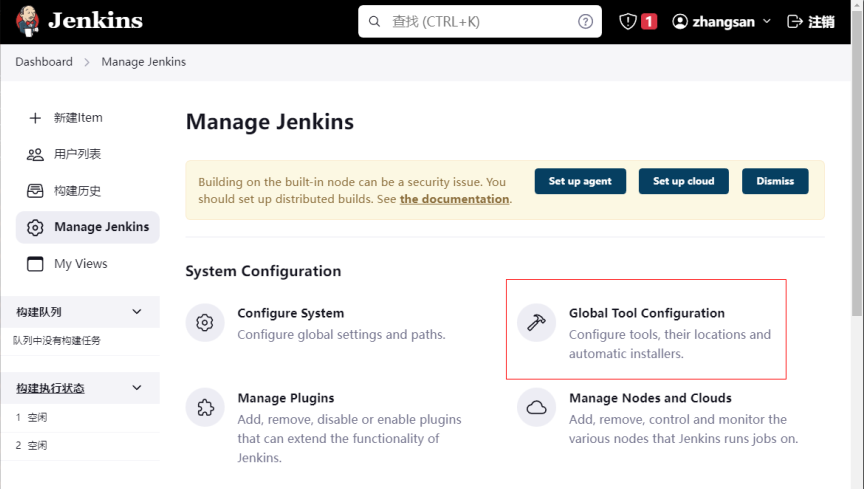 Jenkins
查找 (CTRL+K)
1
zhangsan
注销
Dashboard
Manage Jenkins
新建Item
用户列表
构建历史
Manage Jenkins
My Views
构建队列
队列中没有构建任务
构建执行状态
1 空闲
2 空闲
Manage Jenkins
Building on the built-in node can be a security issue. You
should set up distributed builds. See the documentation.
Set up agent
Set up cloud
Dismiss
System Configuration
Configure System
Configure global settings and paths.
Global Tool Configuration
Configure tools, their locations and
automatic installers.
Manage Plugins
Add, remove, disable or enable plugins
that can extend the functionality of
Jenkins.
Manage Nodes and Clouds
Add, remove, control and monitor the
various nodes that Jenkins runs jobs on.